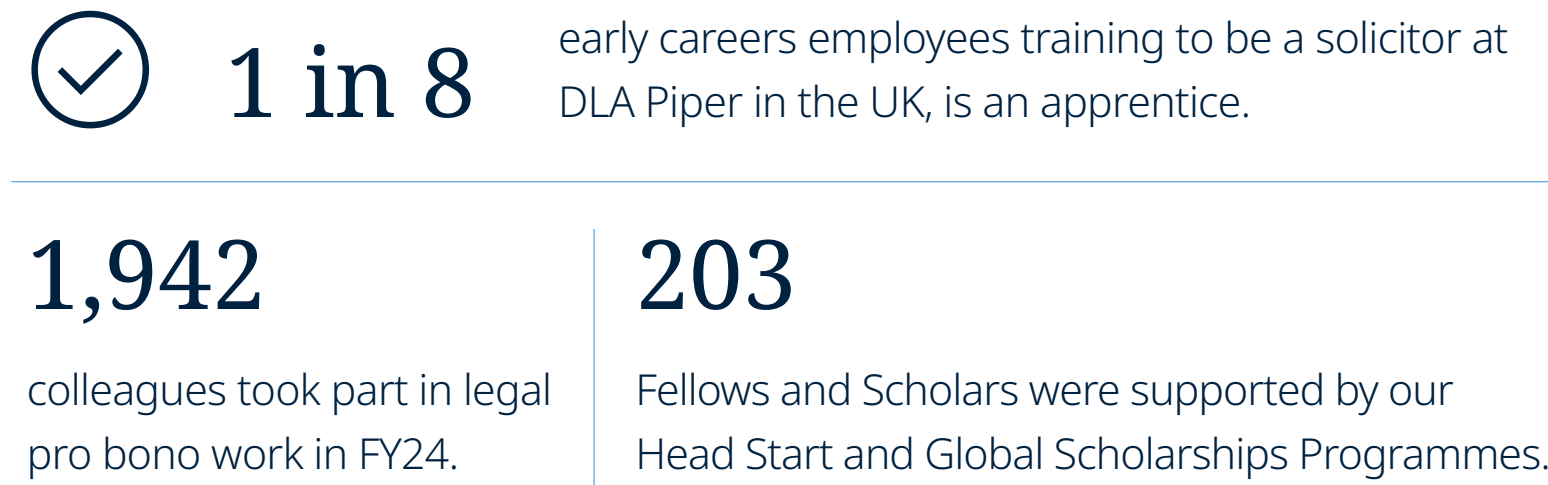 1 in 8
early careers employees training to be a solicitor at
DLA Piper in the UK, is an apprentice.
1,942
colleagues took part in legal
pro bono work in FY24.
203
Fellows and Scholars were supported by our
Head Start and Global Scholarships Programmes.